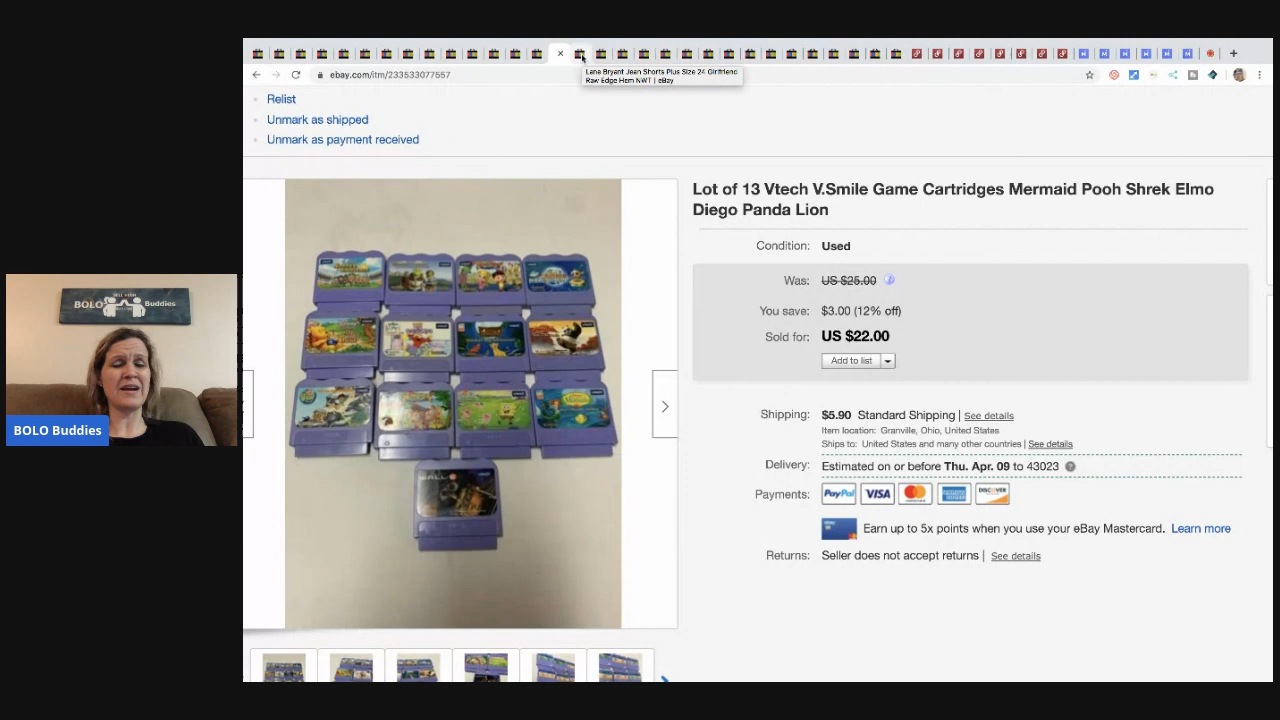 ebay.com/itm/233533077557
Lane Bryant Jean Shorts Plus Size 24 Girlfriend
Raw Edge Hem NWT | eBay
Relist
Unmark as shipped
Unmark as payment received
Lot of 13 Vtech V.Smile Game Cartridges Mermaid Pooh Shrek Elmo
Diego Panda Lion
Condition: Used
Was: US $25.00
You save: $3.00 (12% off)
Sold for: US $22.00
Add to list
Shipping: $5.90 Standard Shipping | See details
Item location: Granville, Ohio, United States
Ships to: United States and many other countries | See details
Delivery: Estimated on or before Thu. Apr. 09 to 43023
Payments: PayPal VISA MasterCard AMEX DISCOVER
Earn up to 5x points when you use your eBay Mastercard. Learn more
Returns: Seller does not accept returns | See details
BOLO Buddies
BOLO Buddies